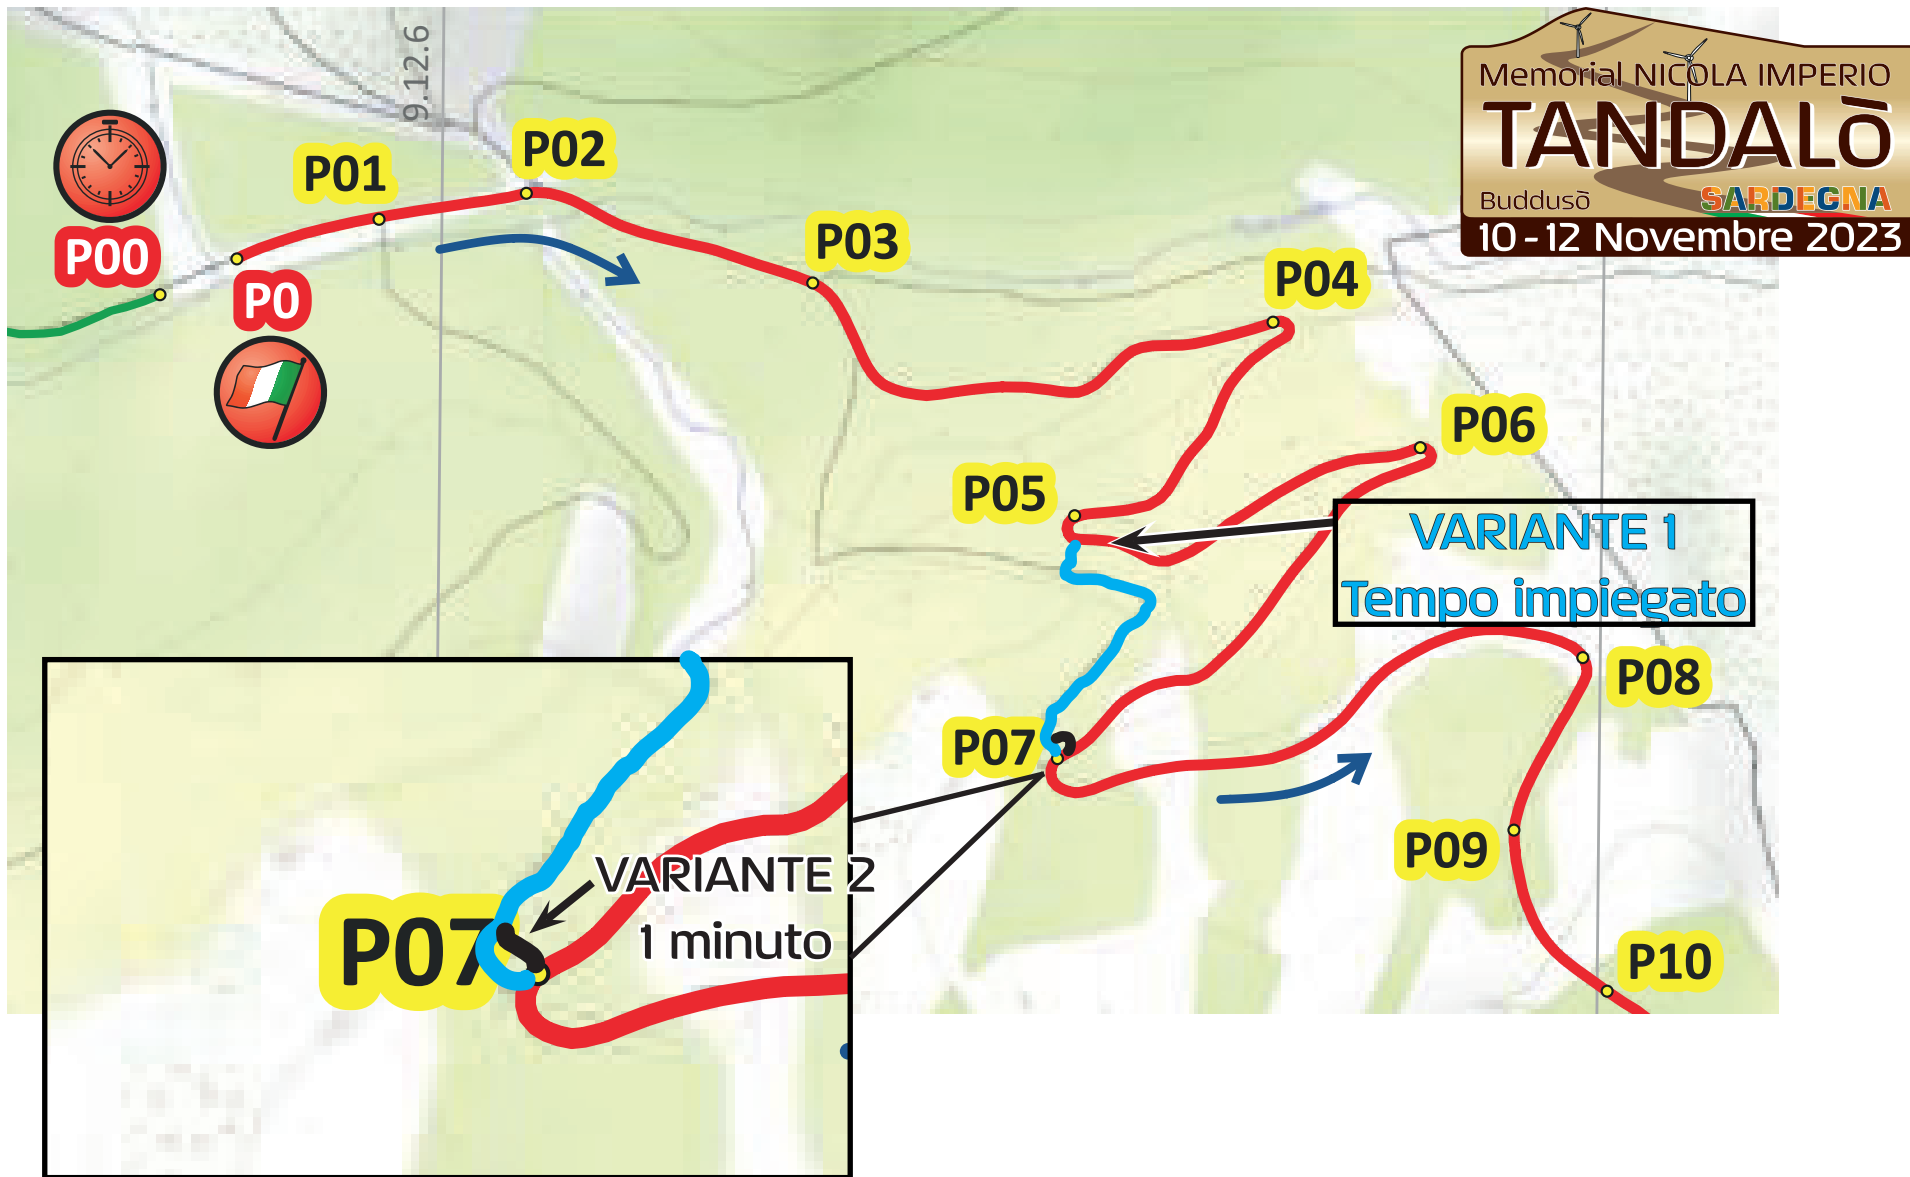 9.12.6
Memorial NICOLA IMPERIO
TANDALÒ
Buddusò
SARDEGNA
10-12 Novembre 2023
P00
P0
P01
P02
P03
P04
P05
P06
VARIANTE 1
Tempo impiegato
P07
P08
P09
P10
P07
VARIANTE 2
1 minuto